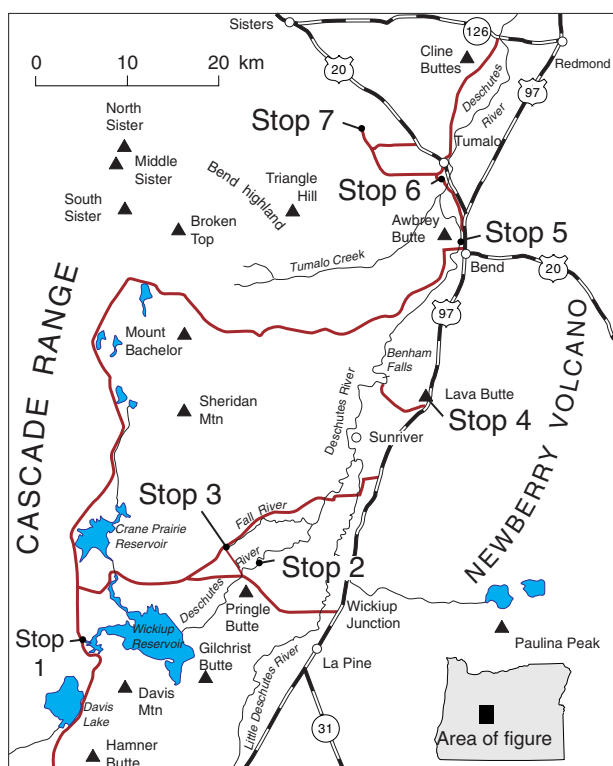 Sisters
126
Cline
Buttes
Redmond
0 10 20 km
20
97
Deschutes
River
North
Sister
Middle
Sister
South
Sister
Broken
Top
Bend highland
Triangle
Hill
Stop 7
Tumalo
Stop 6
Awbrey
Butte
Stop 5
Tumalo Creek
Bend
20
97
CASCADE RANGE
Mount
Bachelor
Benham
Falls
Sheridan
Mtn
Deschutes River
Lava Butte
Stop 4
Sunriver
NEWBERRY VOLCANO
Stop 3
Fall River
Crane Prairie
Reservoir
Stop 2
Deschutes
River
Pringle
Butte
Wickiup
Junction
Stop
1
Wickiup
Reservoir
Gilchrist
Butte
Paulina Peak
La Pine
Little Deschutes River
Davis
Mtn
Davis
Lake
31
Area of figure
Hamner
Butte